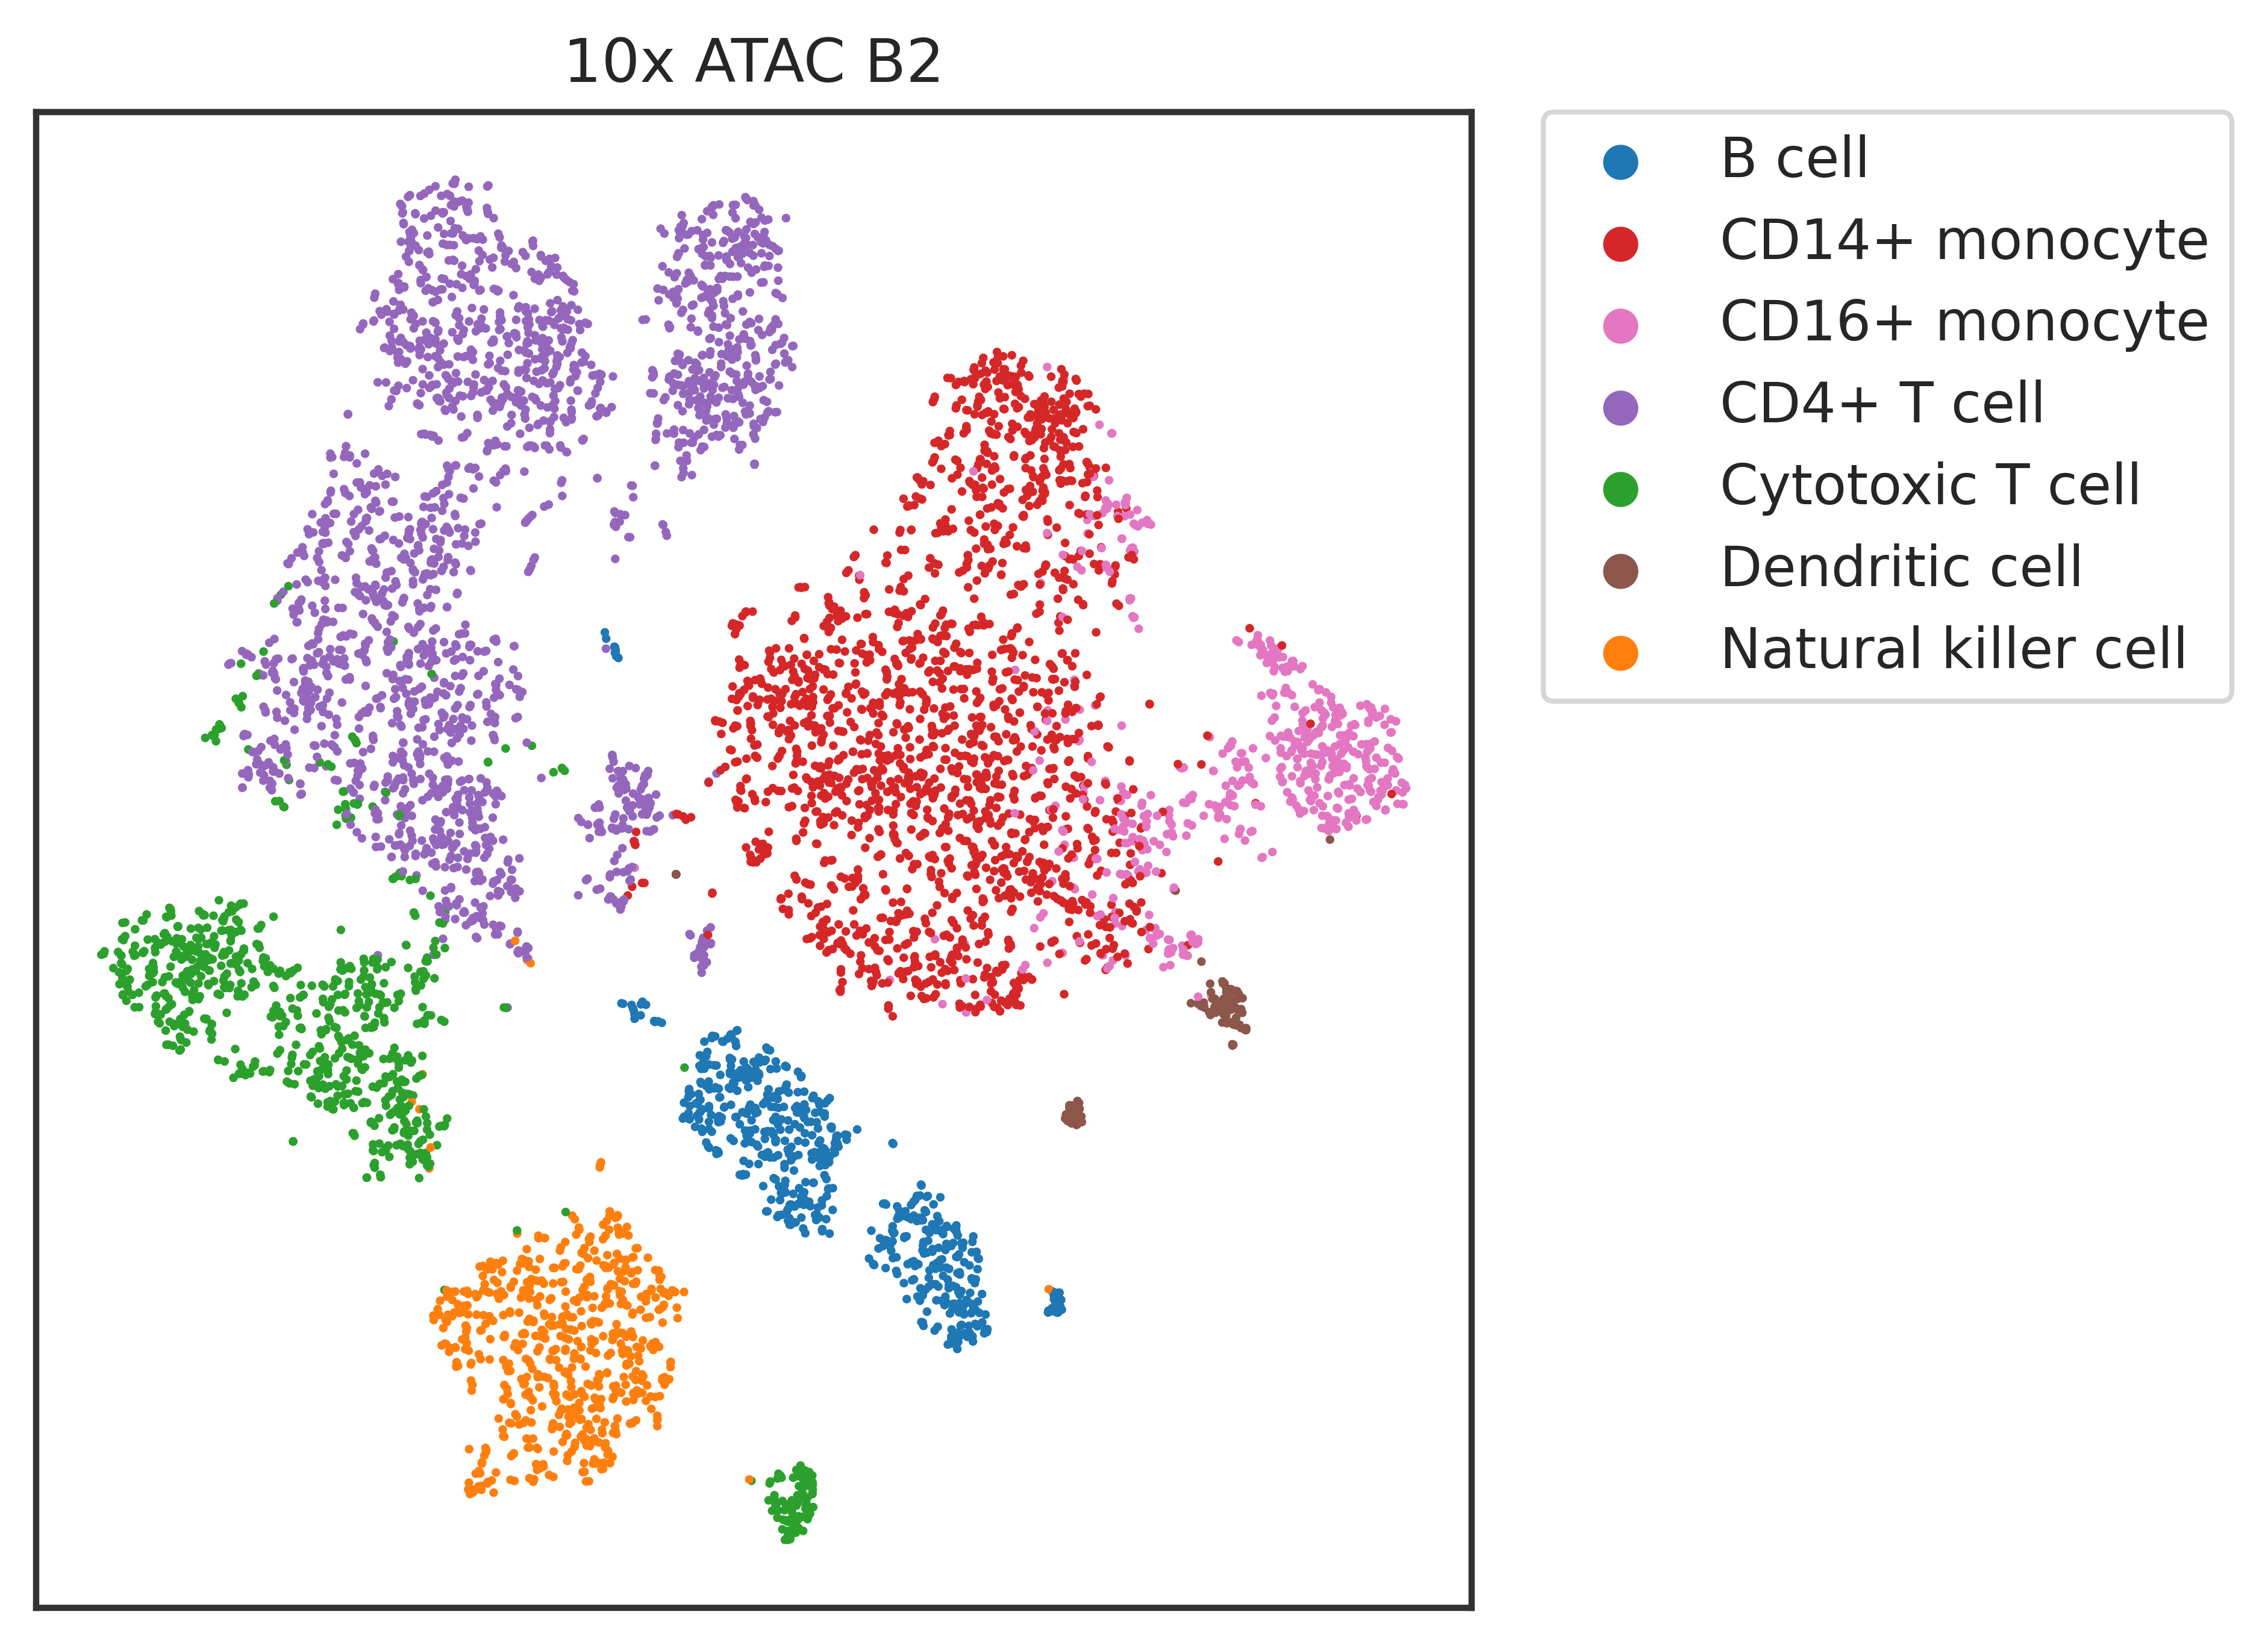 10x ATAC B2
B cell
CD14+ monocyte
CD16+ monocyte
CD4+ T cell
Cytotoxic T cell
Dendritic cell
Natural killer cell